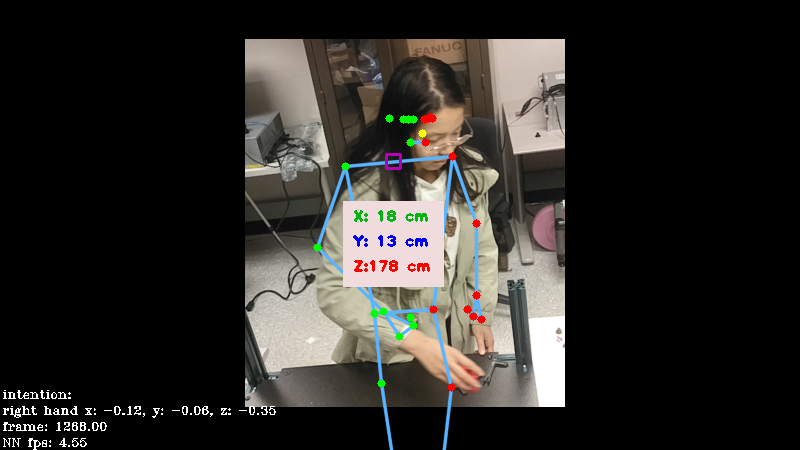 FANUC
X: 18 cm
Y: 13 cm
Z:178 cm
intention:
right hand x: -0.12, y: -0.06, z: -0.35
frame: 1268.00
NN fps: 4.55